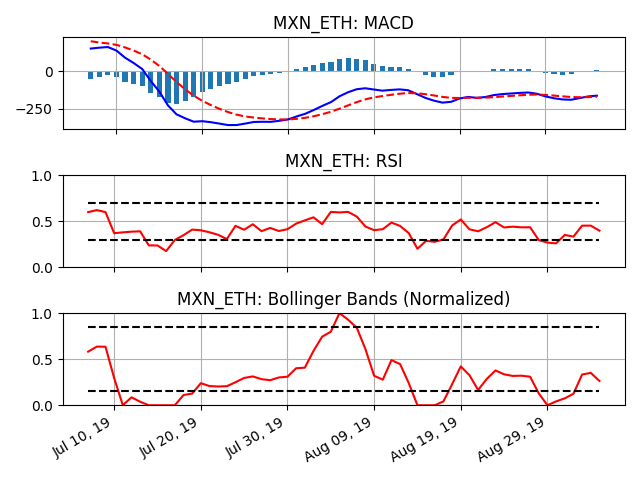 MXN_ETH: MACD
0
−250
MXN_ETH: RSI
1.0
0.5
0.0
MXN_ETH: Bollinger Bands (Normalized)
1.0
0.5
0.0
Jul 10, 19
Jul 20, 19
Jul 30, 19
Aug 09, 19
Aug 19, 19
Aug 29, 19